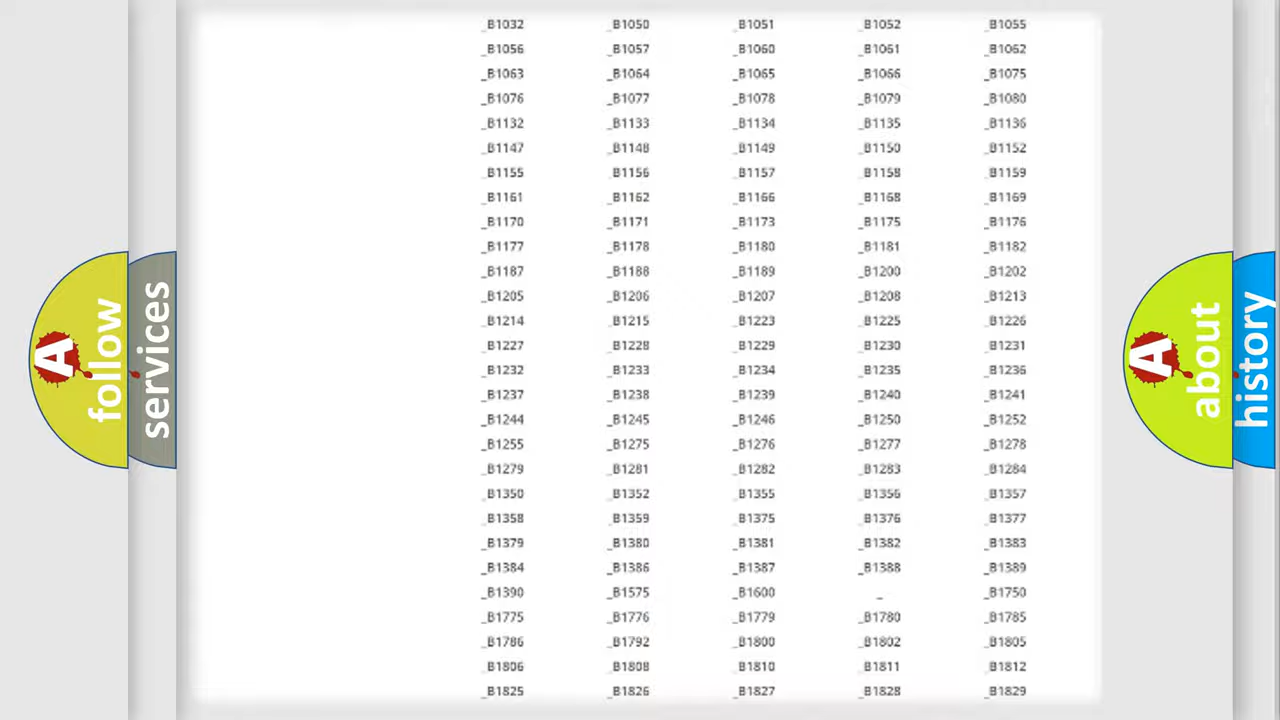 _B1032 _B1050 _B1051 _B1052 _B1055
_B1056 _B1057 _B1060 _B1061 _B1062
_B1063 _B1064 _B1065 _B1066 _B1075
_B1076 _B1077 _B1078 _B1079 _B1080
_B1132 _B1133 _B1134 _B1135 _B1136
_B1147 _B1148 _B1149 _B1150 _B1152
_B1155 _B1156 _B1157 _B1158 _B1159
_B1161 _B1162 _B1166 _B1168 _B1169
_B1170 _B1171 _B1173 _B1175 _B1176
_B1177 _B1178 _B1180 _B1181 _B1182
_B1187 _B1188 _B1189 _B1200 _B1202
_B1205 _B1206 _B1207 _B1208 _B1213
_B1214 _B1215 _B1223 _B1225 _B1226
_B1227 _B1228 _B1229 _B1230 _B1231
_B1232 _B1233 _B1234 _B1235 _B1236
_B1237 _B1238 _B1239 _B1240 _B1241
_B1244 _B1245 _B1246 _B1250 _B1252
_B1255 _B1275 _B1276 _B1277 _B1278
_B1279 _B1281 _B1282 _B1283 _B1284
_B1350 _B1352 _B1355 _B1356 _B1357
_B1358 _B1359 _B1375 _B1376 _B1377
_B1379 _B1380 _B1381 _B1382 _B1383
_B1384 _B1386 _B1387 _B1388 _B1389
_B1390 _B1575 _B1600 _ _B1750
_B1775 _B1776 _B1779 _B1780 _B1785
_B1786 _B1792 _B1800 _B1802 _B1805
_B1806 _B1808 _B1810 _B1811 _B1812
_B1825 _B1826 _B1827 _B1828 _B1829
A follow
services
A about
history